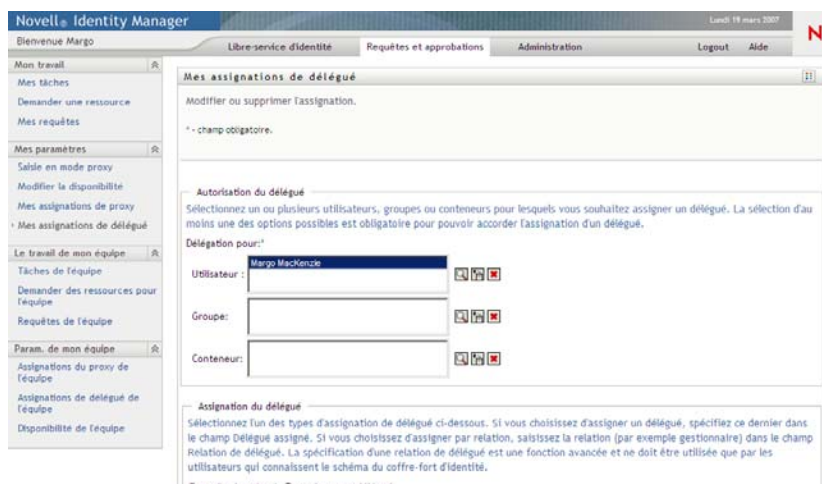 Novell® Identity Manager
Lundi 19 mars 2007
N
Bienvenue Margo
Libre-service d'identité
Requêtes et approbations
Administration
Logout
Aide
Mon travail
Mes tâches
Demander une ressource
Mes requêtes
Mes paramètres
Saisie en mode proxy
Modifier la disponibilité
Mes assignations de proxy
Mes assignations de délégué
Le travail de mon équipe
Tâches de l'équipe
Demander des ressources pour
l'équipe
Requêtes de l'équipe
Param. de mon équipe
Assignations du proxy de
l'équipe
Assignations de délégué de
l'équipe
Disponibilité de l'équipe
Mes assignations de délégué
Modifier ou supprimer l'assignation.
* - champ obligatoire.
Autorisation du délégué
Sélectionnez un ou plusieurs utilisateurs, groupes ou conteneurs pour lesquels vous souhaitez assigner un délégué. La sélection d'au
moins une des options possibles est obligatoire pour pouvoir accorder l'assignation d'un délégué.
Délégation pour:*
Utilisateur :
Margo MacKenzie
Groupe:
Conteneur:
Assignation du délégué
Sélectionnez l'un des types d'assignation de délégué ci-dessous. Si vous choisissez d'assigner un délégué, spécifiez ce dernier dans
le champ Délégué assigné. Si vous choisissez d'assigner par relation, saisissez la relation (par exemple gestionnaire) dans le champ
Relation de délégué. La spécification d'une relation de délégué est une fonction avancée et ne doit être utilisée que par les
utilisateurs qui connaissent le schéma du coffre-fort d'identité.